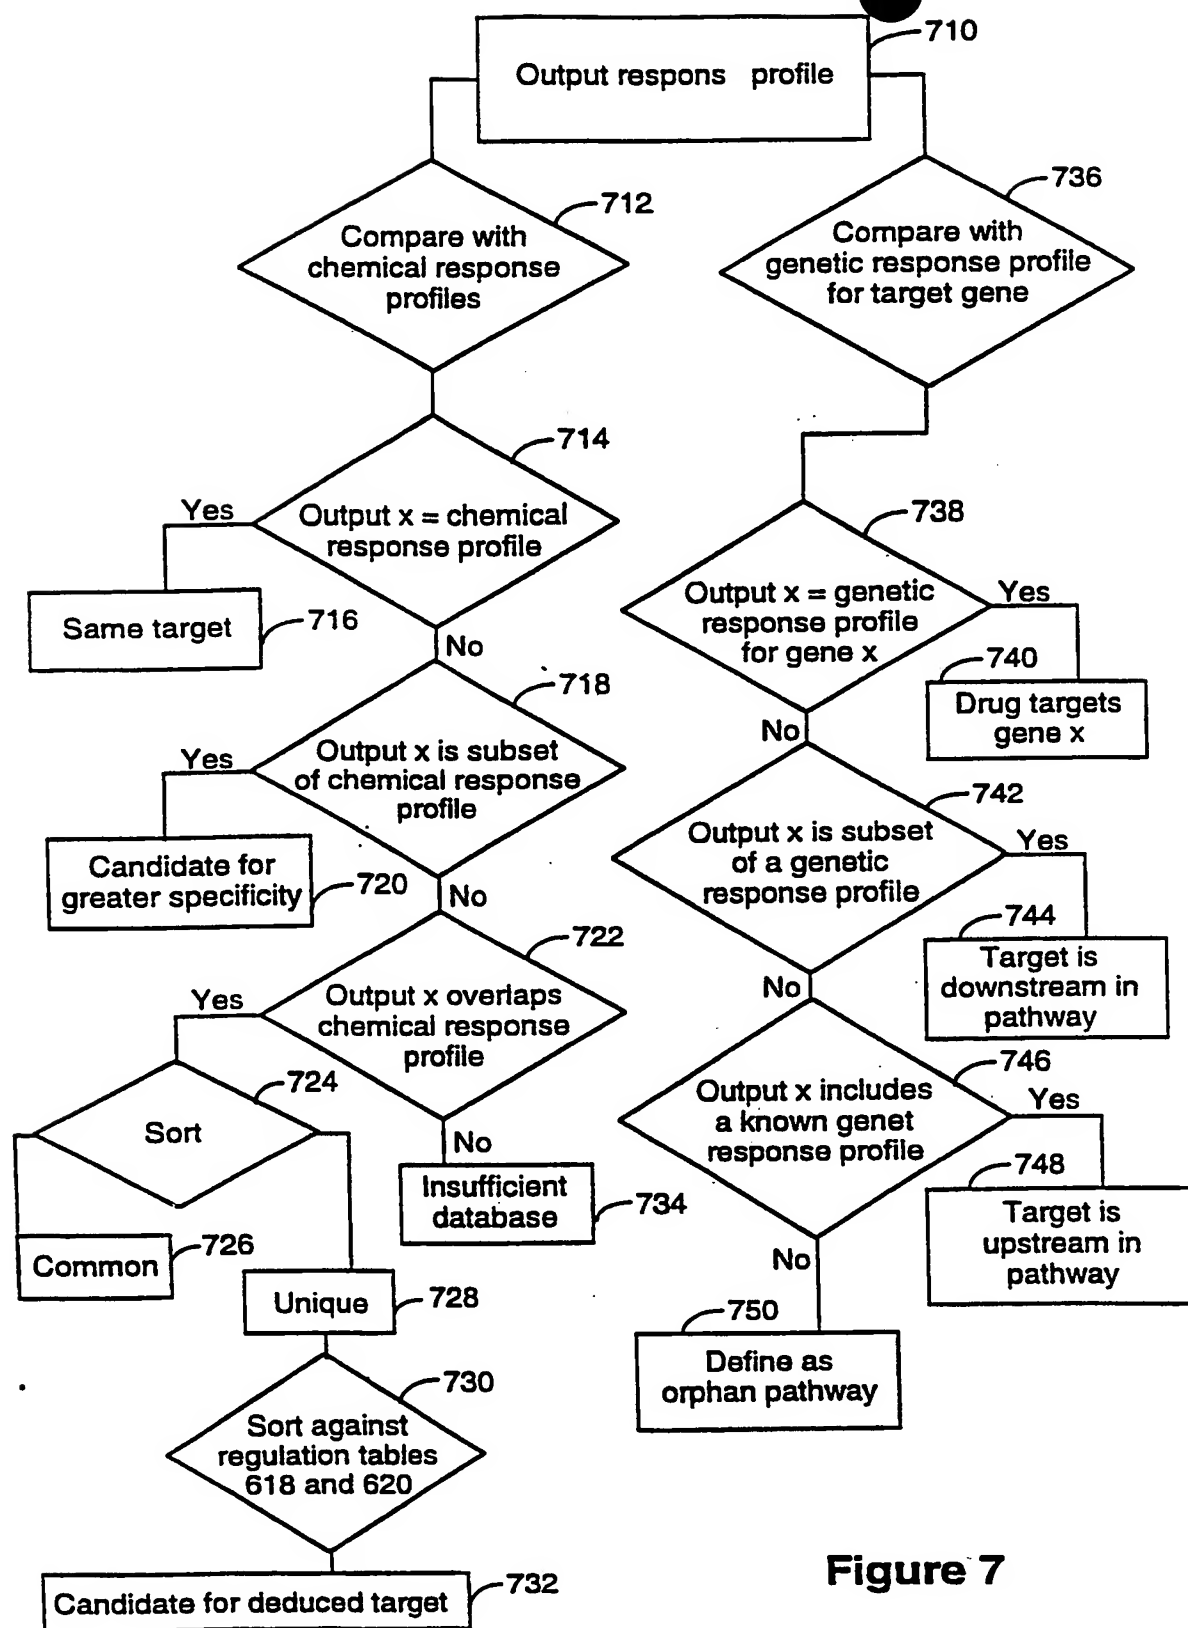 710
Output respons profile
712
Compare with
chemical response
profiles
714
Yes
Output x = chemical
response profile
Same target
716
No
718
Yes
Output x is subset
of chemical response
profile
Candidate for
greater specificity
720
No
722
Yes
Output x overlaps
chemical response
profile
724
Sort
No
Insufficient
database
734
Common
726
Unique
728
730
Sort against
regulation tables
618 and 620
Candidate for deduced target
732
736
Compare with
genetic response profile
for target gene
738
Output x = genetic
response profile
for gene x
Yes
740
Drug targets
gene x
No
742
Output x is subset
of a genetic
response profile
Yes
744
Target is
downstream in
pathway
No
746
Output x includes
a known genet
response profile
Yes
748
Target is
upstream in
pathway
No
750
Define as
orphan pathway
Figure 7